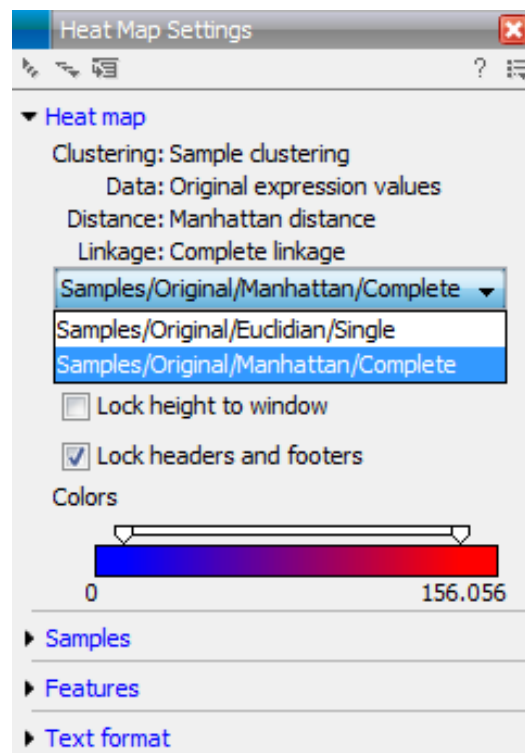 Heat Map Settings
?
Heat map
Clustering: Sample clustering
Data: Original expression values
Distance: Manhattan distance
Linkage: Complete linkage
Samples/Original/Manhattan/Complete
Samples/Original/Euclidian/Single
Samples/Original/Manhattan/Complete
Lock height to window
Lock headers and footers
Colors
0 156.056
Samples
Features
Text format